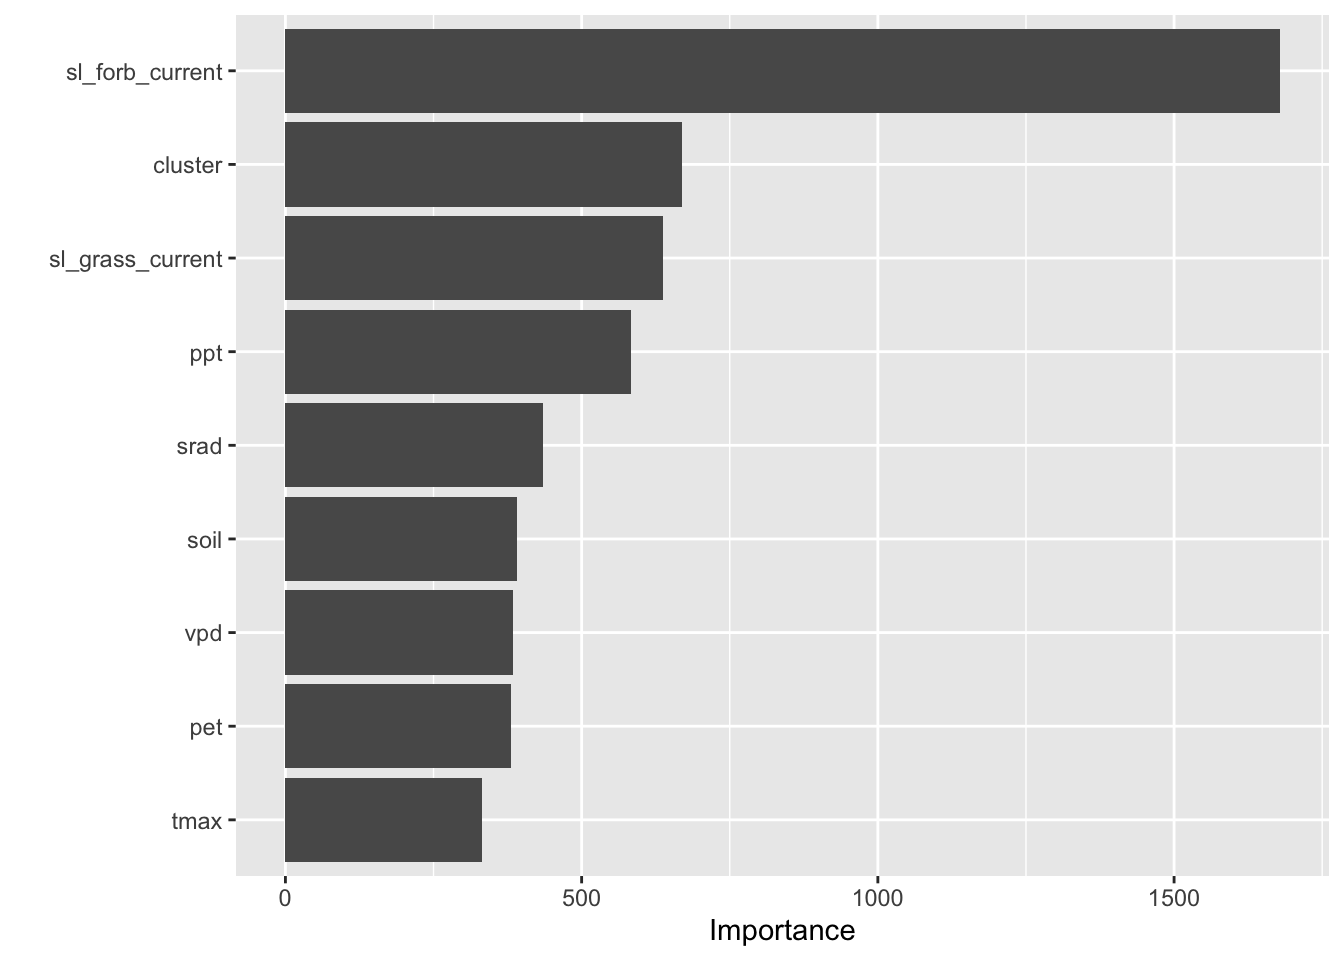 sl_forb_current
cluster
sl_grass_current
ppt
srad
soil
vpd
pet
tmax
0 500 1000 1500
Importance